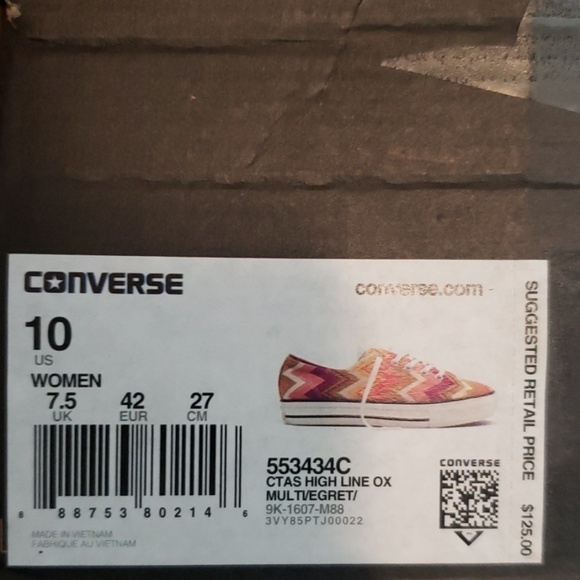 CONVERSE
converse.com
10
US
WOMEN
7.5 42 27
UK EUR CM
6 88753 80214 6
MADE IN VIETNAM
FABRIQUE AU VIETNAM
553434C
CTAS HIGH LINE OX
MULTI/EGRET/
9K-1607-M88
3VY85PTJ00022
CONVERSE
SUGGESTED RETAIL PRICE $125.00